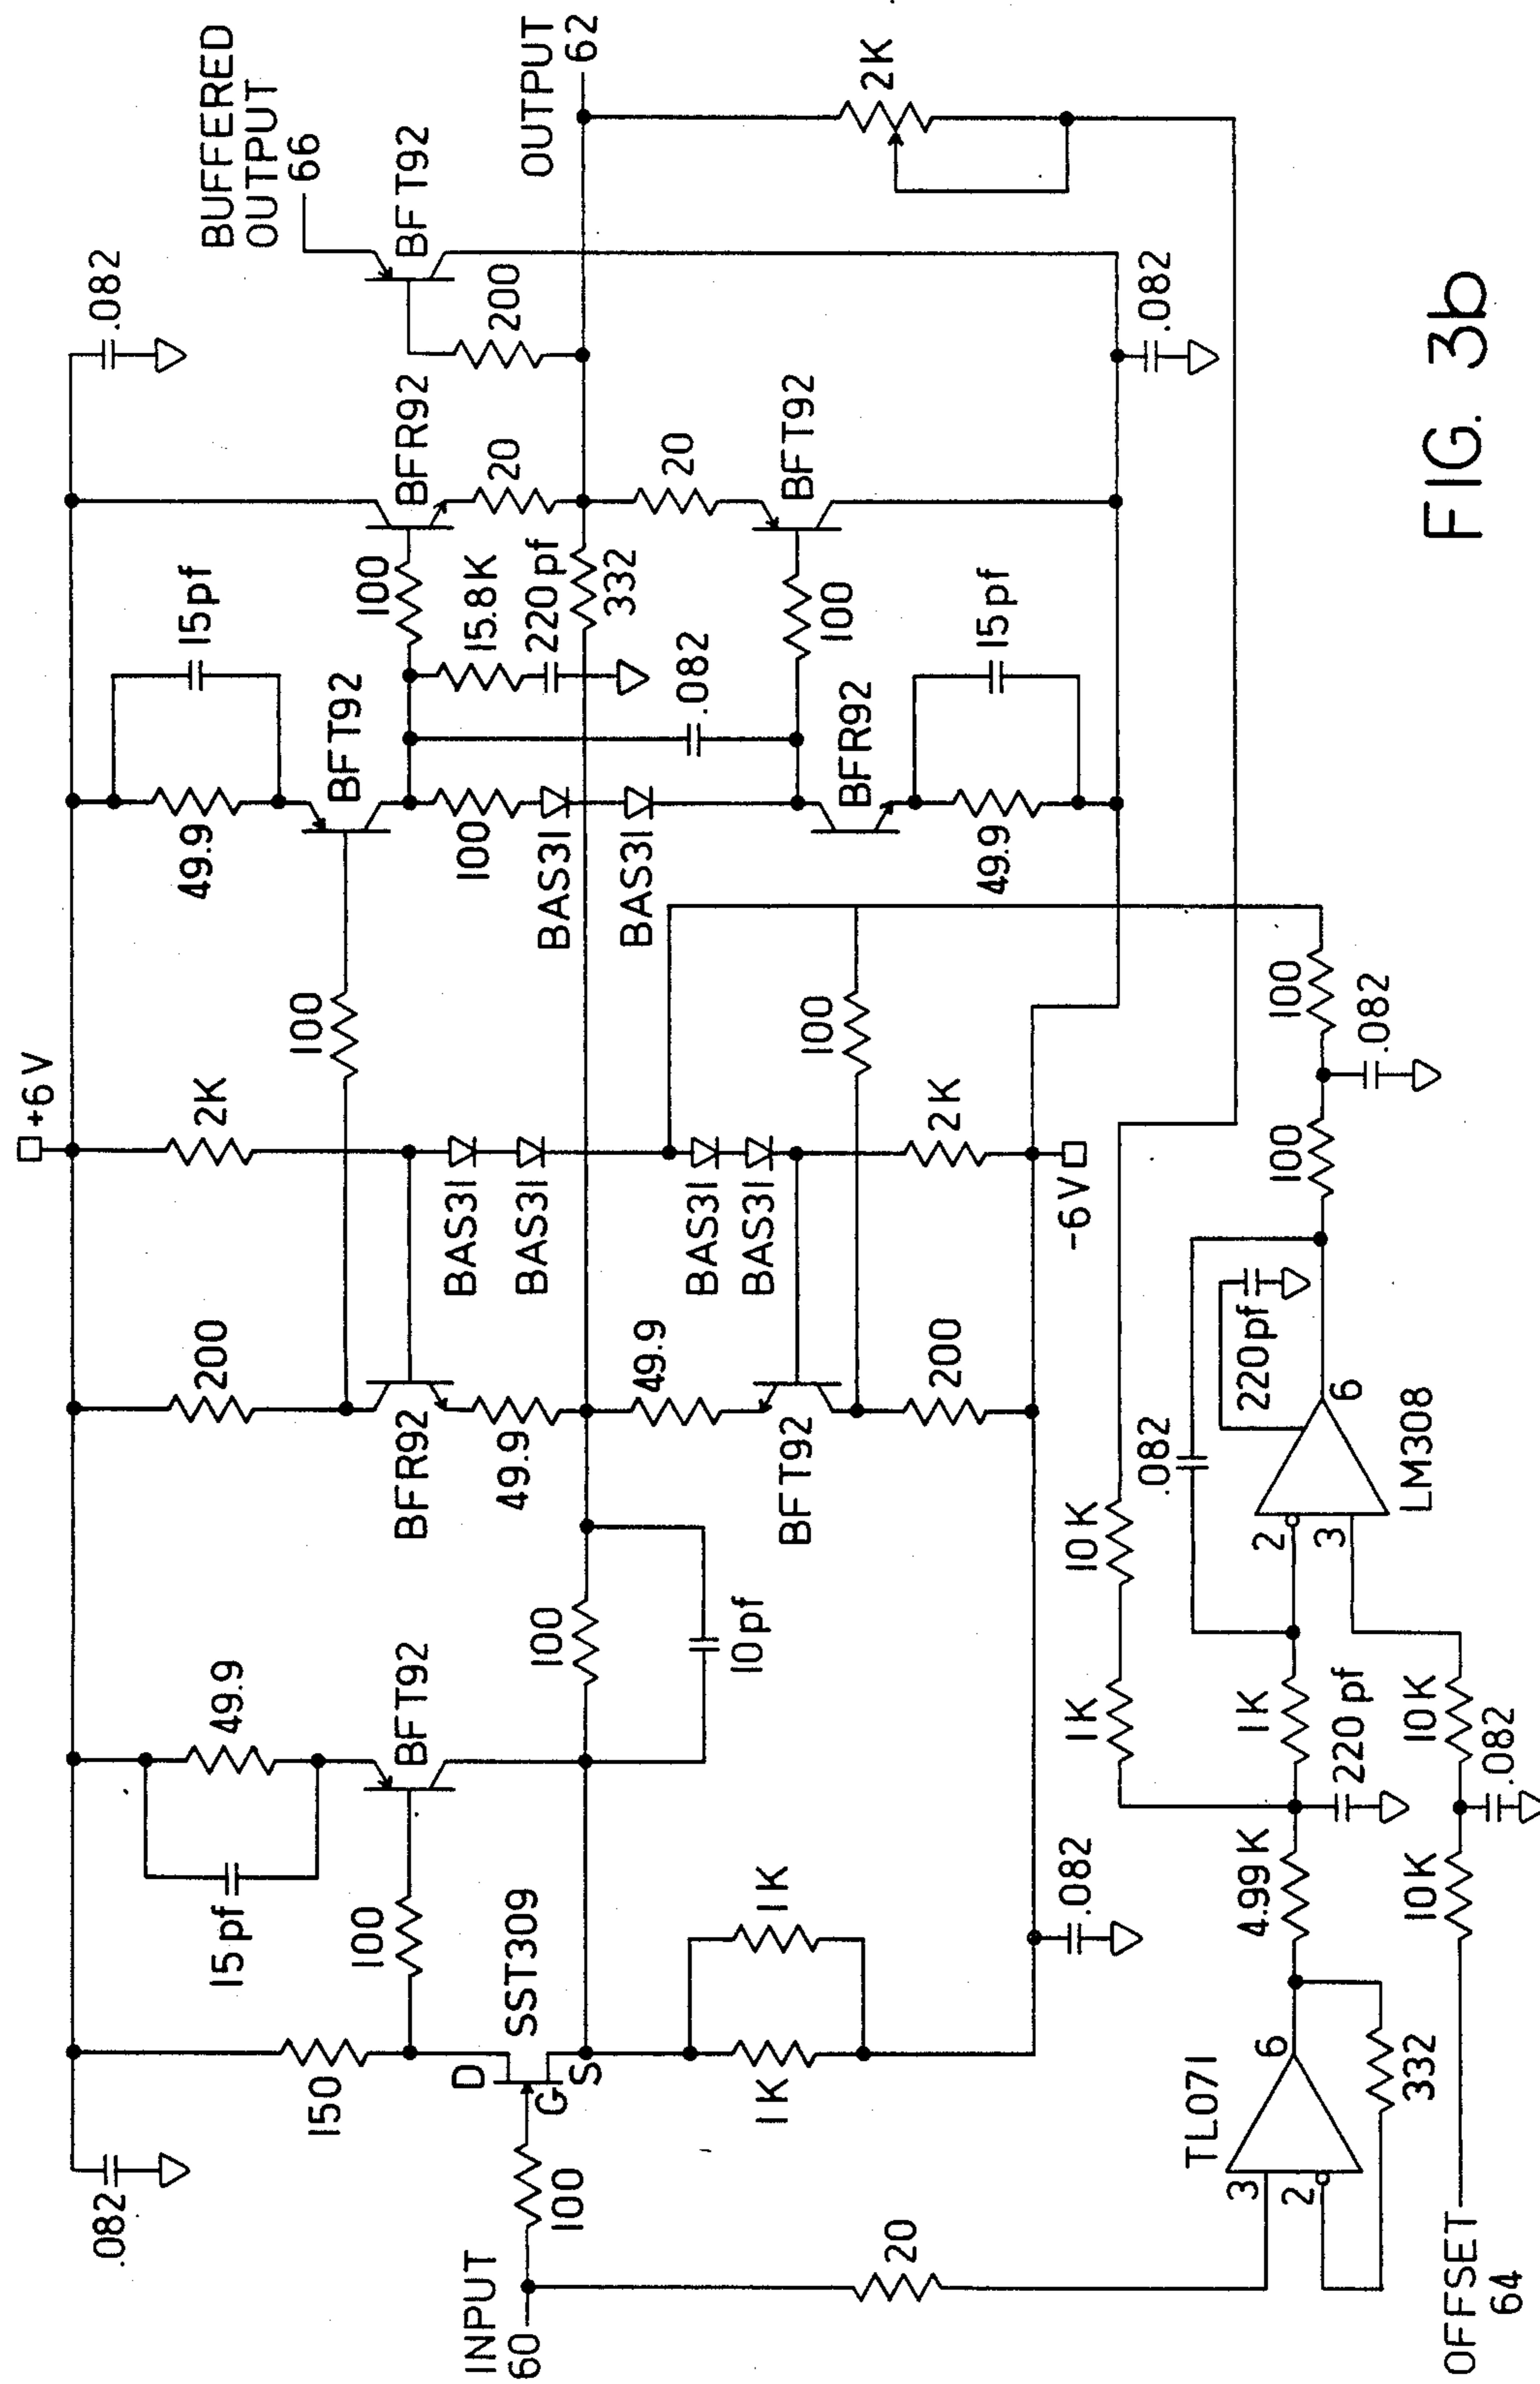 +6V
-6V
.082
.082
150
100
15pf
49.9
BFT92
SST309
D
G
S
INPUT
60
100
1K
1K
.082
100
10pf
200
BFR92
49.9
49.9
BFT92
200
2K
BAS31
BAS31
BAS31
BAS31
2K
100
100
49.9
15pf
BFT92
100
BAS31
BAS31
.082
15.8K
220pf
332
100
BFR92
20
20
BFT92
100
BFR92
49.9
15pf
200
BFT92
BUFFERED
OUTPUT
66
OUTPUT
62
2K
.082
20
TL071
3
2
6
332
4.99K
220pf
1K
1K
10K
.082
2
3
6
LM308
220pf
100
.082
100
OFFSET
64
10K
.082
10K
FIG. 3b